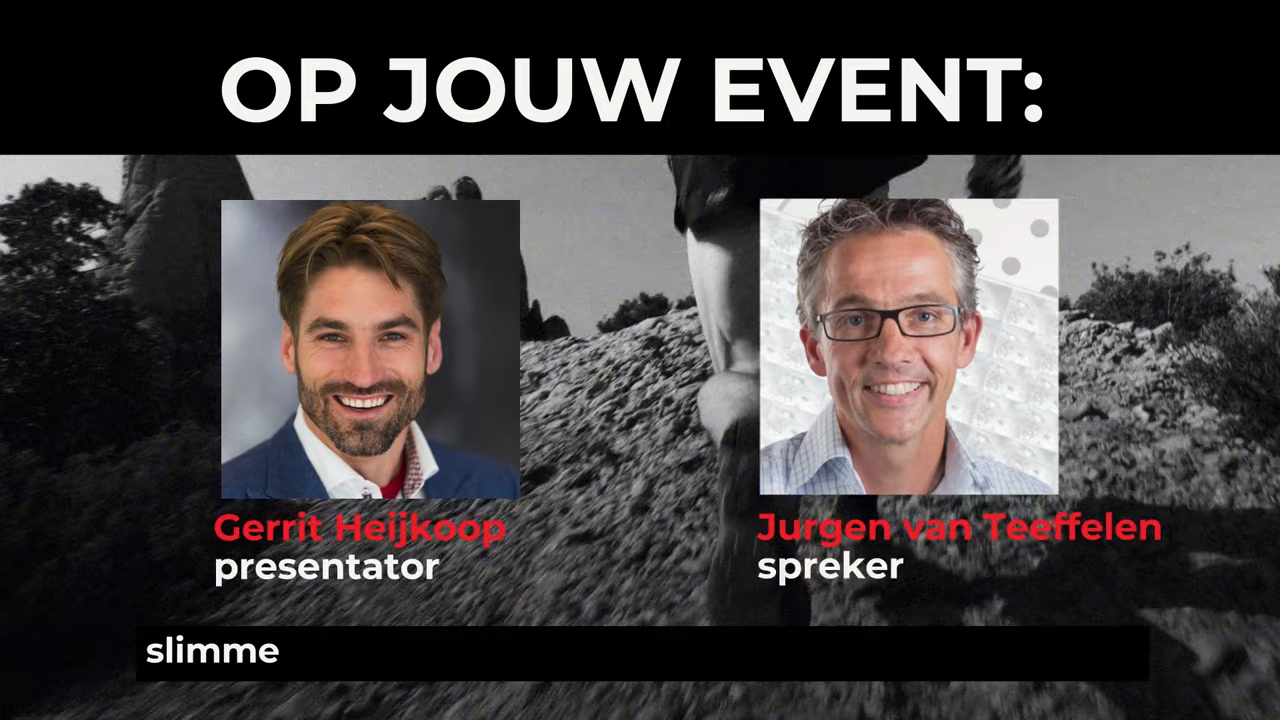 OP JOUW EVENT:
Gerrit Heijkoop
presentator
Jurgen van Teeffelen
spreker
slimme